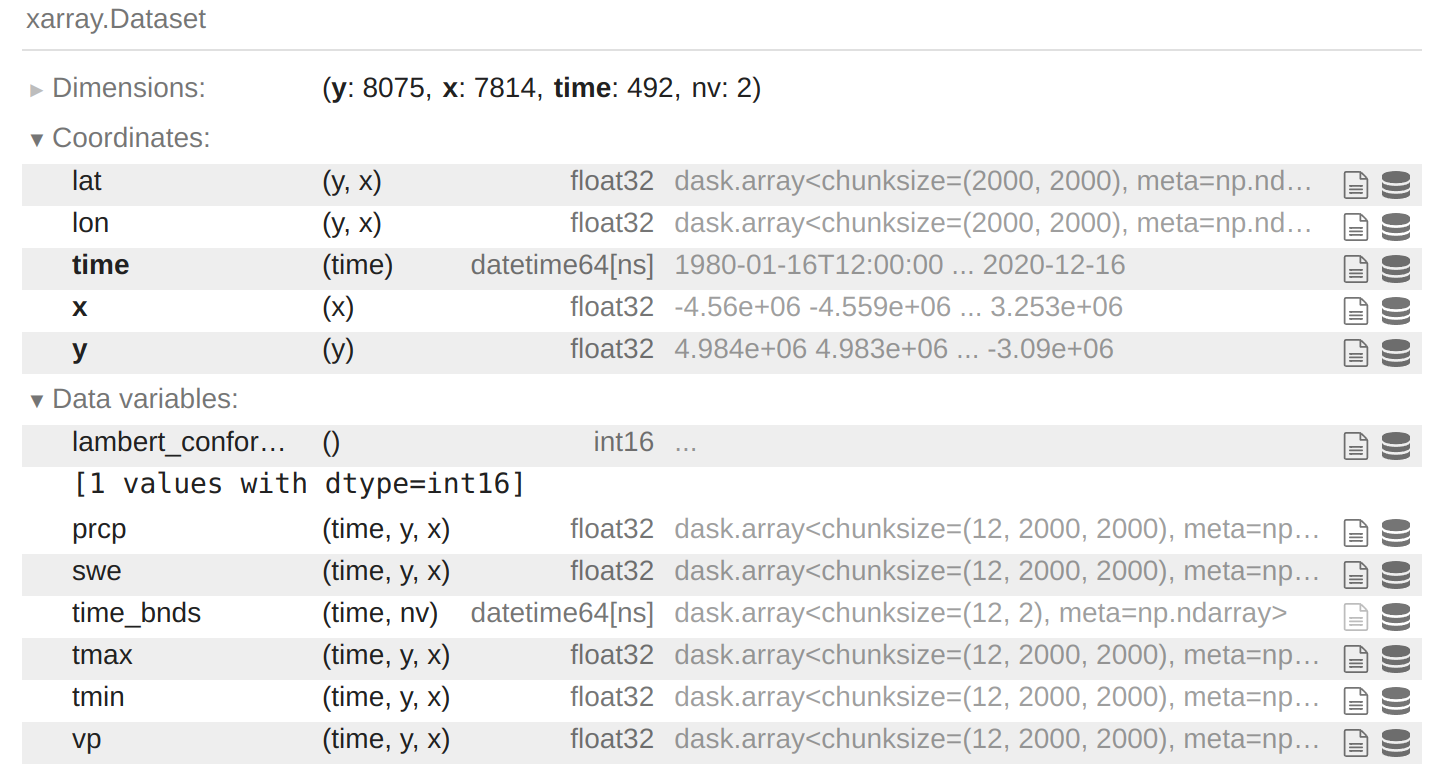 xarray.Dataset
► Dimensions: (y: 8075, x: 7814, time: 492, nv: 2)
▼ Coordinates:
lat (y, x) float32 dask.array<chunksize=(2000, 2000), meta=np.nd…
lon (y, x) float32 dask.array<chunksize=(2000, 2000), meta=np.nd…
time (time) datetime64[ns] 1980-01-16T12:00:00 ... 2020-12-16
x (x) float32 -4.56e+06 -4.559e+06 ... 3.253e+06
y (y) float32 4.984e+06 4.983e+06 ... -3.09e+06
▼ Data variables:
lambert_confor… () int16 ...
[1 values with dtype=int16]
prcp (time, y, x) float32 dask.array<chunksize=(12, 2000, 2000), meta=np…
swe (time, y, x) float32 dask.array<chunksize=(12, 2000, 2000), meta=np…
time_bnds (time, nv) datetime64[ns] dask.array<chunksize=(12, 2), meta=np.ndarray>
tmax (time, y, x) float32 dask.array<chunksize=(12, 2000, 2000), meta=np…
tmin (time, y, x) float32 dask.array<chunksize=(12, 2000, 2000), meta=np…
vp (time, y, x) float32 dask.array<chunksize=(12, 2000, 2000), meta=np…